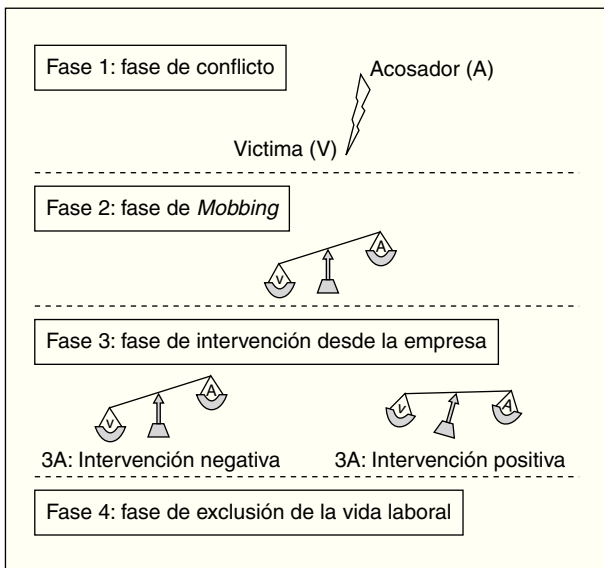 Fase 1: fase de conflicto
Acosador (A)
Victima (V)
Fase 2: fase de Mobbing
V
A
Fase 3: fase de intervención desde la empresa
V
A
V
A
3A: Intervención negativa
3A: Intervención positiva
Fase 4: fase de exclusión de la vida laboral